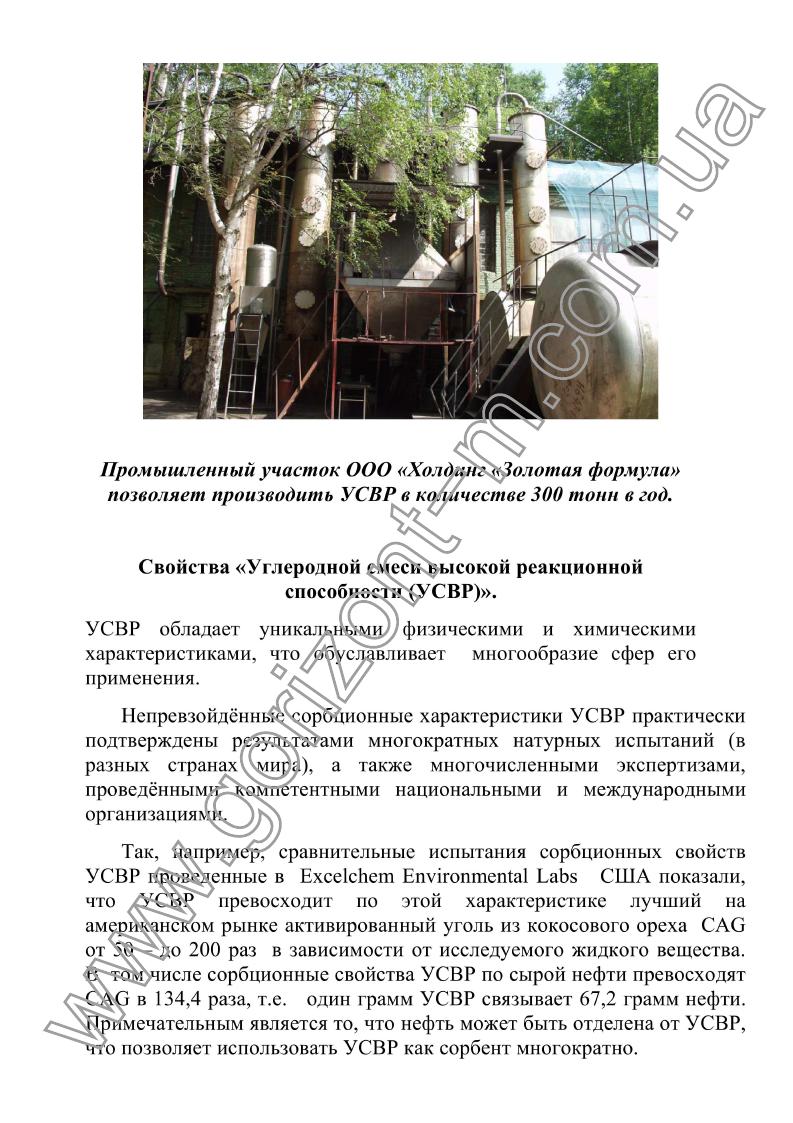 Промышленный участок ООО «Холданг «Золотая формула»
позволяет производить УСВР в количестве 300 тонн в год.
Свойства «Углеродной смеси высокой реакционной
способности (УСВР)».
УСВР обладает уникальными физическими и химическими
характеристиками, что обуславливает многообразие сфер его
применения.
Непревзойдённые сорбционные характеристики УСВР практически
подтверждены результатами многократных натурных испытаний (в
разных странах мира), а также многочисленными экспертизами,
проведёнными компетентными национальными и международными
организациями.
Так, например, сравнительные испытания сорбционных свойств
УСВР проведенные в Excelchem Environmental Labs США показали,
что УСВР превосходит по этой характеристике лучший на
американском рынке активированный уголь из кокосового ореха CAG
от 50 – до 200 раз в зависимости от исследуемого жидкого вещества.
В том числе сорбционные свойства УСВР по сырой нефти превосходят
CAG в 134,4 раза, т.е. один грамм УСВР связывает 67,2 грамм нефти.
Примечательным является то, что нефть может быть отделена от УСВР,
что позволяет использовать УСВР как сорбент многократно.
www.gorizont-m.com.ua